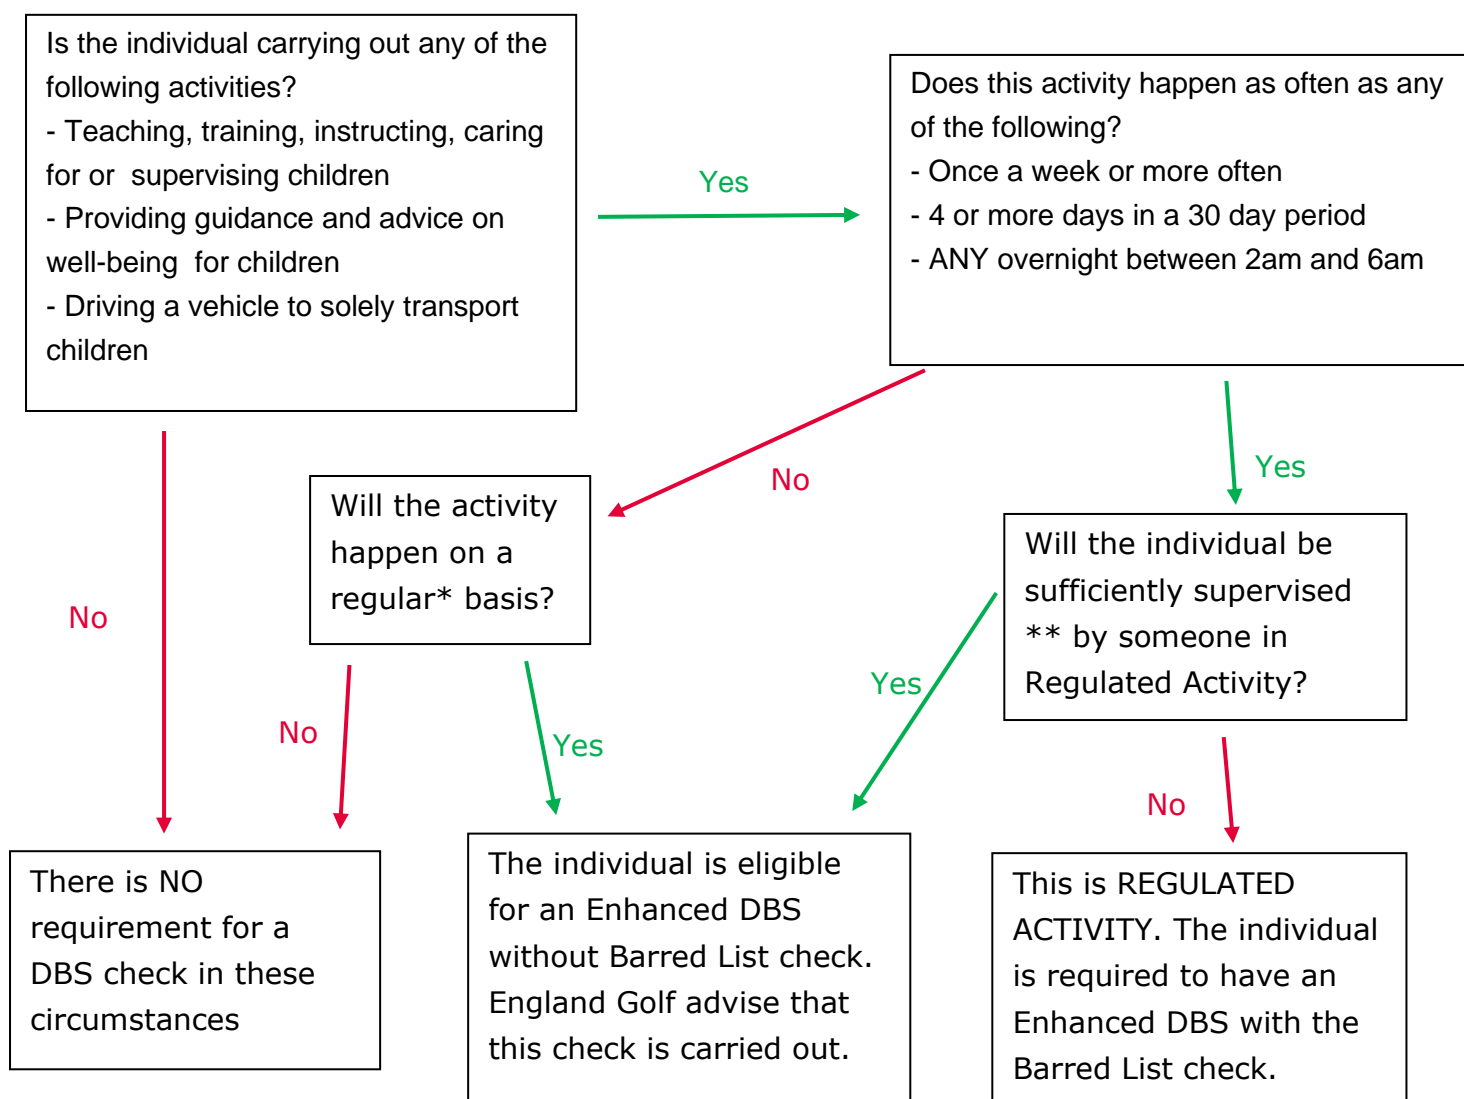 Is the individual carrying out any of the
following activities?
- Teaching, training, instructing, caring
for or  supervising children
- Providing guidance and advice on
well-being  for children
- Driving a vehicle to solely transport
children
Yes
Does this activity happen as often as any
of the following?
- Once a week or more often
- 4 or more days in a 30 day period
- ANY overnight between 2am and 6am
No
Yes
Will the activity
happen on a
regular* basis?
Will the individual be
sufficiently supervised
** by someone in
Regulated Activity?
No
No
Yes
Yes
No
There is NO
requirement for a
DBS check in these
circumstances
The individual is eligible
for an Enhanced DBS
without Barred List check.
England Golf advise that
this check is carried out.
This is REGULATED
ACTIVITY. The individual
is required to have an
Enhanced DBS with the
Barred List check.